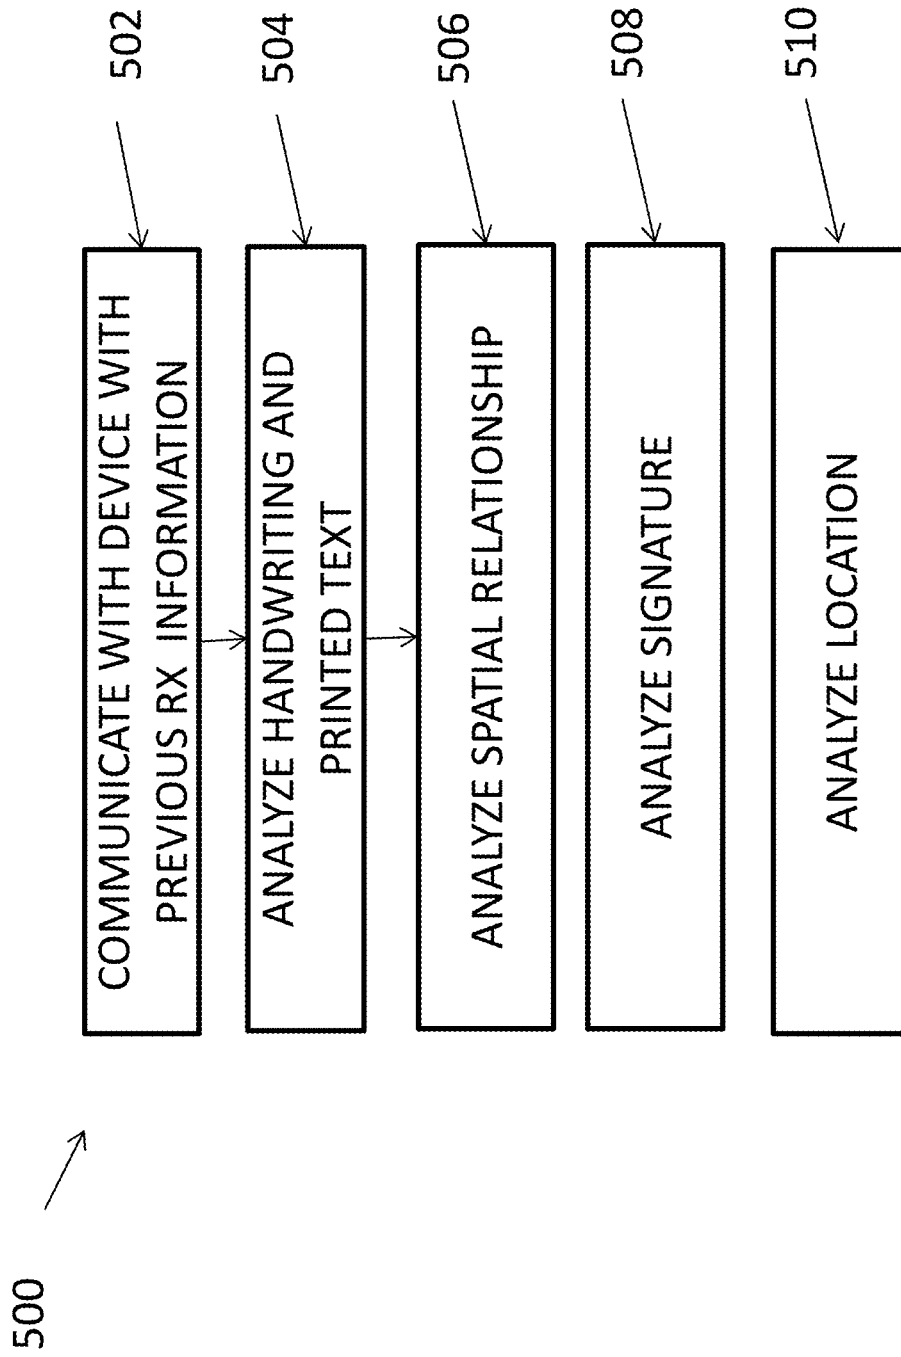 500
COMMUNICATE WITH DEVICE WITH
PREVIOUS RX INFORMATION
502
ANALYZE HANDWRITING AND
PRINTED TEXT
504
ANALYZE SPATIAL RELATIONSHIP
506
ANALYZE SIGNATURE
508
ANALYZE LOCATION
510